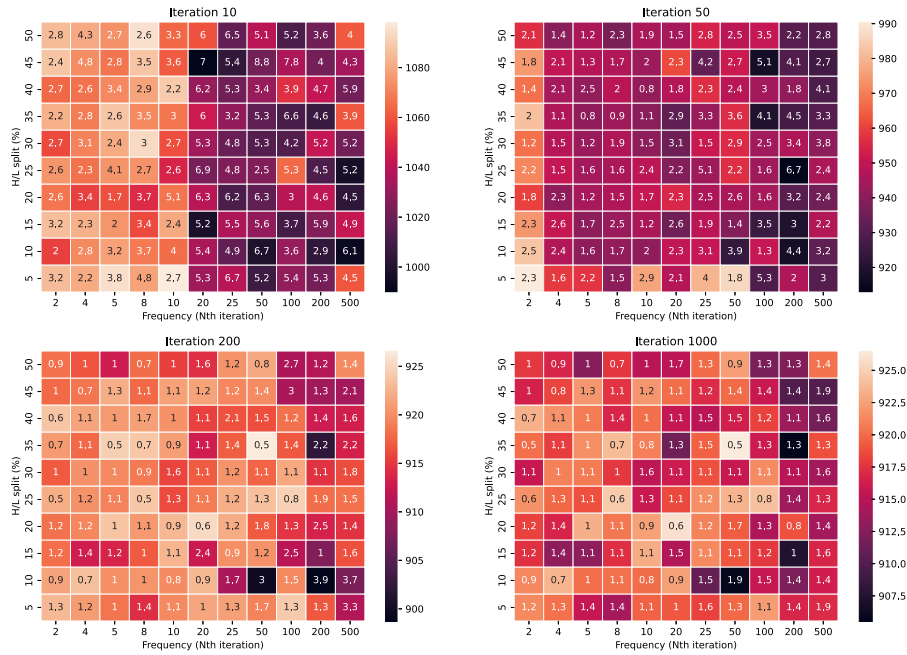 Iteration 10
H/L split (%)
50 2,8 4,3 2,7 2,6 3,3 6 6,5 5,1 5,2 3,6 4
45 2,4 4,8 2,8 3,5 3,6 7 5,4 8,8 7,8 4 4,3
40 2,7 2,6 3,4 2,9 2,2 6,2 5,3 3,4 3,9 4,7 5,9
35 2,2 2,8 2,6 3,5 3 6 3,2 5,3 6,6 4,6 3,9
30 2,7 3,1 2,3 3 2,7 4,5 4,8 2,5 4 5,2 5,2
25 2,6 2,3 4,1 2,7 2,6 6,9 4,9 4,2 5,3 4,5 5,2
20 2,6 3,4 1,7 3,7 5,1 6,3 6,2 6,3 3 4,6 4,5
15 3,2 2,3 2 3,4 2,4 5,2 5,5 5,6 3,7 5,9 4,9
10 2 2,8 3,2 3,7 4 5,4 4,9 6,7 3,6 2,9 6,1
5 3,2 2,2 3,8 4,8 2,7 5,3 6,7 5,2 5,4 5,3 4,5
2 4 5 8 10 20 25 50 100 200 500
Frequency (Nth iteration)
1080
1060
1040
1020
1000
Iteration 50
H/L split (%)
50 2,1 1,4 1,2 1,1 1,5 2,5 2,8 2,5 3,5 2,2 2,8
45 1,8 2,1 1,3 1,7 2 2,3 4,2 2,7 5,1 4,1 2,7
40 1,4 2,1 2,5 2 0,8 1,8 2,3 2,4 3 1,8 4,1
35 2 1,1 0,8 0,9 1,5 2,9 3,3 3,6 4,1 4,5 3,3
30 1,2 1,5 1,2 1,6 1,5 3,1 1,9 2,5 2,4 3,4 3,8
25 2,2 1,5 1,6 1,6 2,4 2,2 5,1 2,2 2,9 6,7 2,2
20 1,8 2,3 1,2 1,5 1,7 2,3 2,5 2,6 1,6 3,2 2,4
15 2,3 2,6 1,7 2,5 1,2 2,6 1,9 1,4 3,5 3 2,2
10 2,5 2,4 1,6 1,7 2 2,3 3,1 3,9 1,3 4,4 3,2
5 2,3 1,6 2,2 1,5 2,9 2,1 4 1,8 5,3 2 3
2 4 5 8 10 20 25 50 100 200 500
Frequency (Nth iteration)
990
980
970
960
950
940
930
920
Iteration 200
H/L split (%)
50 0,9 1 1 0,7 1 1,6 1,2 0,8 2,7 1,2 1,4
45 1 0,7 1,3 1,1 1,2 1,2 1,2 1,4 3 1,3 2,1
40 0,6 1,1 1 1,7 1 1,1 2,1 1,5 1,2 1,4 1,6
35 0,7 1,1 0,5 0,7 0,9 1,1 1,4 0,5 1,4 2,2 2,2
30 1 1 1 0,9 1,6 1,1 1,2 1,1 1,2 1,1 1,8
25 0,5 1,2 1,1 0,5 1,3 1,1 1,2 1,3 0,8 1,9 1,5
20 1,2 1,2 1 1,1 0,9 0,6 1,2 1,8 1,3 2,5 1,4
15 1,2 1,4 1,2 1 1,1 2,4 0,9 1,2 2,5 1 1,6
10 0,9 0,7 1 1 0,8 0,9 1,7 3 1,5 3,9 3,7
5 1,3 1,2 1 1,4 1,1 1 1,3 1,7 1,3 1,3 3,3
2 4 5 8 10 20 25 50 100 200 500
Frequency (Nth iteration)
925
920
915
910
905
900
Iteration 1000
H/L split (%)
50 1 0,9 1 0,7 1 1,7 1,3 0,9 1,3 1,3 1,4
45 1 0,8 1,3 1,1 1,2 1,1 1,2 1,4 1,4 1,4 1,9
40 0,7 1,1 1 1,4 1 1,1 1,5 1,5 1,2 1,1 1,6
35 0,5 1,1 1 0,7 0,8 1,3 1,5 0,5 1,3 1,3 1,3
30 1,1 1 1,1 1 1,6 1,1 1,2 1,1 1,1 1,1 1,6
25 0,6 1,3 1,1 0,6 1,3 1,1 1,2 1,3 0,8 1,4 1,3
20 1,2 1,4 1 1,1 0,9 0,6 1,2 1,7 1,3 0,8 1,4
15 1,2 1,4 1,1 1,1 1,1 1,5 1,1 1,1 1,2 1 1,6
10 0,9 0,7 1 1,1 1 0,9 1,5 1,9 1,5 1,4 1,4
5 1,2 1,3 1,4 1,4 1,1 1,6 1,3 1,2 1,1 1,4 1,9
2 4 5 8 10 20 25 50 100 200 500
Frequency (Nth iteration)
925.0
922.5
920.0
917.5
915.0
912.5
910.0
907.5